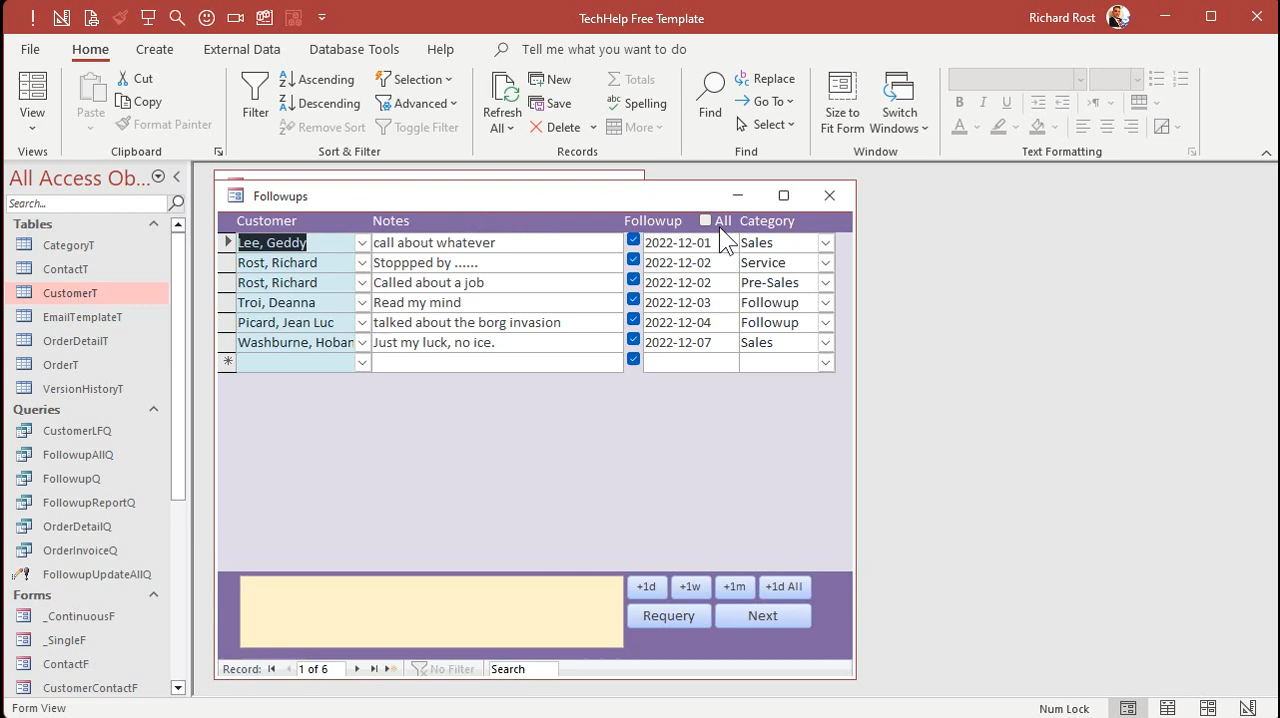 TechHelp Free Template
Richard Rost
File Home Create External Data Database Tools Help Tell me what you want to do
View
Views
Paste
Cut
Copy
Format Painter
Clipboard
Filter
Ascending
Descending
Remove Sort
Selection
Advanced
Toggle Filter
Sort & Filter
Refresh
All
New
Save
Delete
Totals
Spelling
More
Records
Find
Replace
Go To
Select
Find
Size to
Fit Form
Switch
Windows
Window
B I U
A
Text Formatting
All Access Ob...
Search...
Tables
CategoryT
ContactT
CustomerT
EmailTemplateT
OrderDetailT
OrderT
VersionHistoryT
Queries
CustomerLFQ
FollowupAllQ
FollowupQ
FollowupReportQ
OrderDetailQ
OrderInvoiceQ
FollowupUpdateAllQ
Forms
_ContinuousF
_SingleF
ContactF
CustomerContactF
Followups
Customer Notes Followup All Category
Lee, Geddy call about whatever 2022-12-01 Sales
Rost, Richard Stoppped by ...... 2022-12-02 Service
Rost, Richard Called about a job 2022-12-02 Pre-Sales
Troi, Deanna Read my mind 2022-12-03 Followup
Picard, Jean Luc talked about the borg invasion 2022-12-04 Followup
Washburne, Hoban Just my luck, no ice. 2022-12-07 Sales
+1d +1w +1m +1d All
Requery Next
Record: 1 of 6 No Filter Search
Form View Num Lock